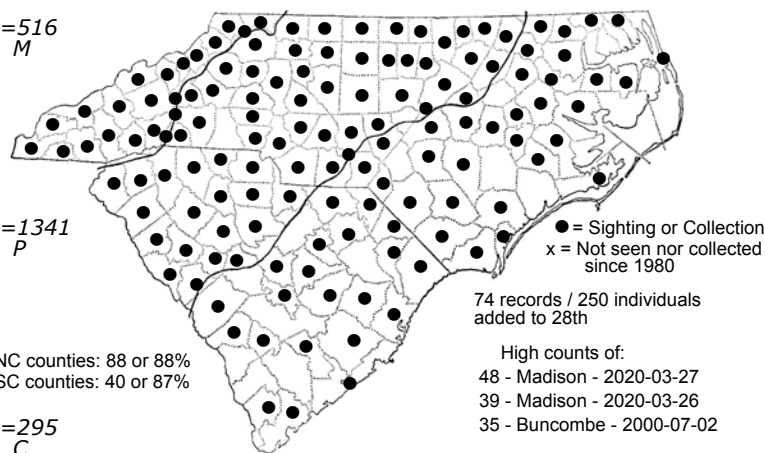 =516
M
=1341
P
● = Sighting or Collection
x = Not seen nor collected
since 1980
74 records / 250 individuals
added to 28th
NC counties: 88 or 88%
SC counties: 40 or 87%
High counts of:
48 - Madison - 2020-03-27
39 - Madison - 2020-03-26
35 - Buncombe - 2000-07-02
=295
C